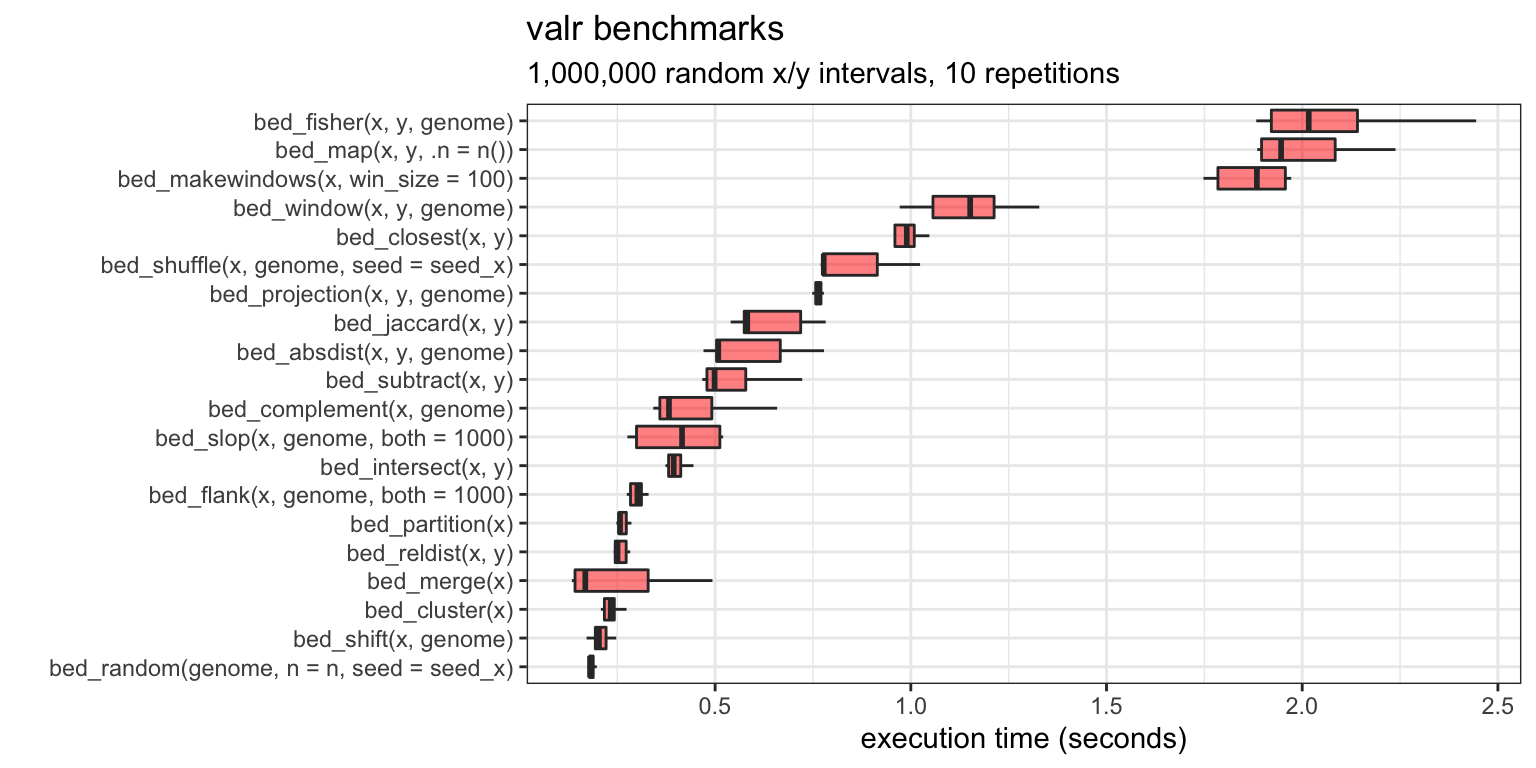 valr benchmarks
1,000,000 random x/y intervals, 10 repetitions
bed_fisher(x, y, genome)
bed_map(x, y, .n = n())
bed_makewindows(x, win_size = 100)
bed_window(x, y, genome)
bed_closest(x, y)
bed_shuffle(x, genome, seed = seed_x)
bed_projection(x, y, genome)
bed_jaccard(x, y)
bed_absdist(x, y, genome)
bed_subtract(x, y)
bed_complement(x, genome)
bed_slop(x, genome, both = 1000)
bed_intersect(x, y)
bed_flank(x, genome, both = 1000)
bed_partition(x)
bed_reldist(x, y)
bed_merge(x)
bed_cluster(x)
bed_shift(x, genome)
bed_random(genome, n = n, seed = seed_x)
0.5 1.0 1.5 2.0 2.5
execution time (seconds)